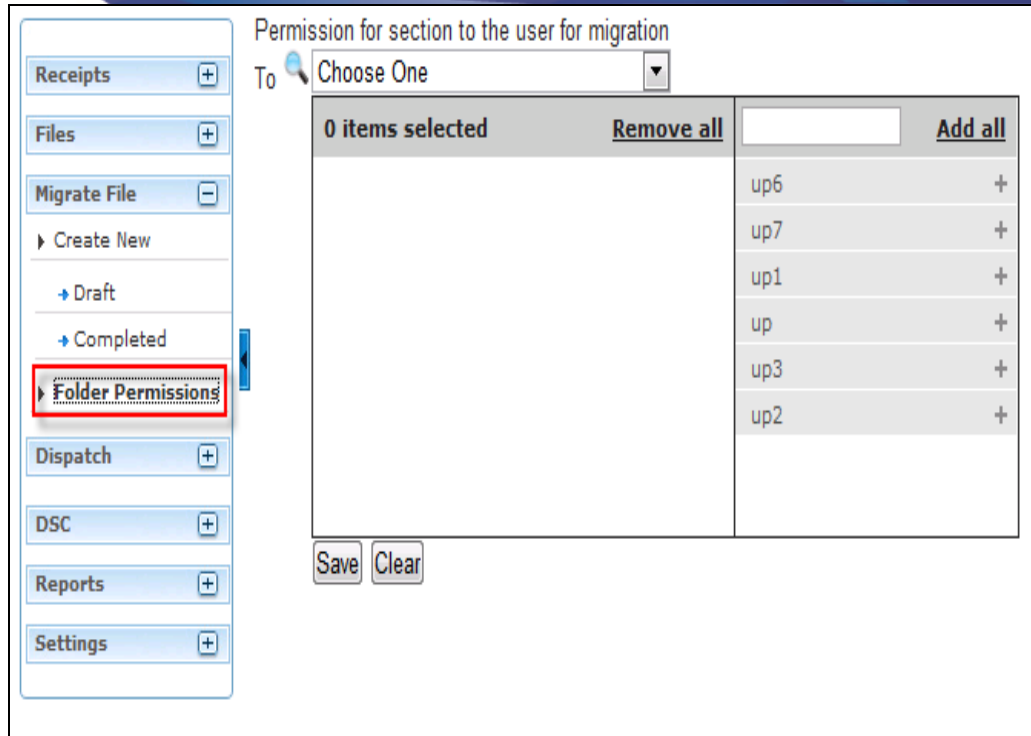 Permission for section to the user for migration
To Choose One
Receipts
Files
Migrate File
Create New
Draft
Completed
Folder Permissions
Dispatch
DSC
Reports
Settings
0 items selected Remove all
Add all
up6
up7
up1
up
up3
up2
Save Clear